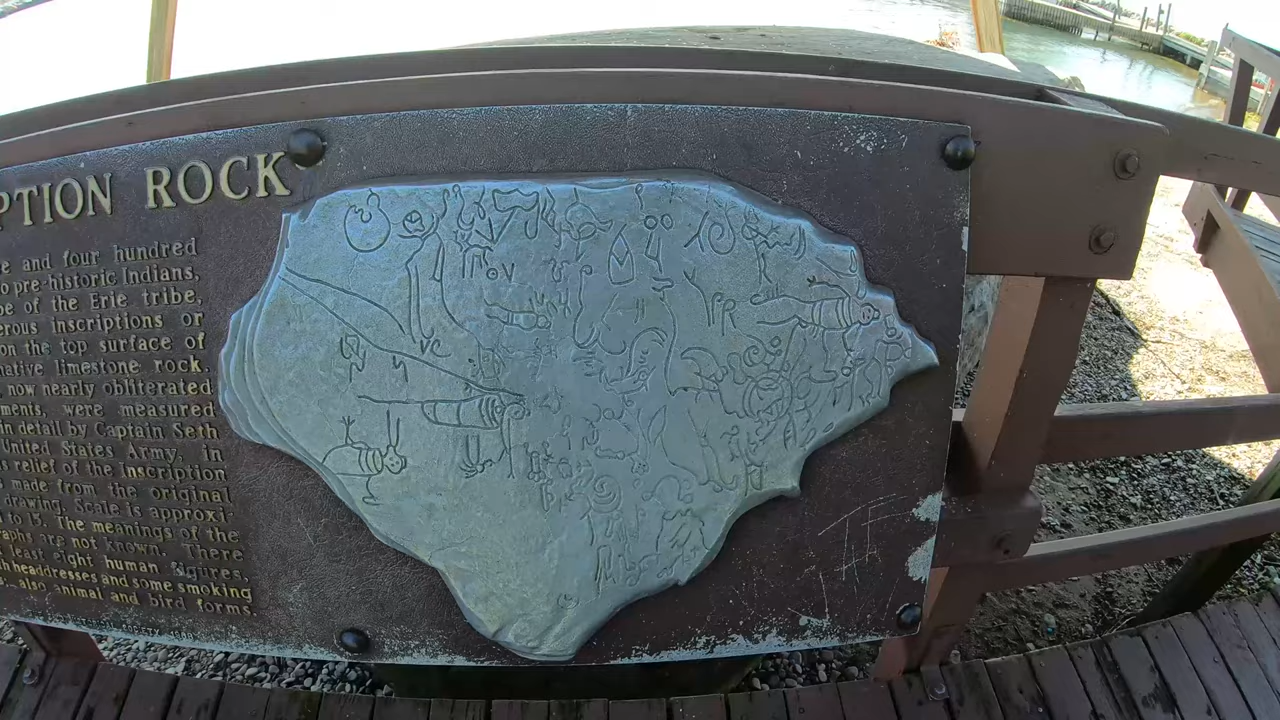 PTION ROCK
e and four hundred
o pre-historic Indians,
be of the Erie tribe,
erous inscriptions or
on the top surface of
native limestone rock.
now nearly obliterated
ments, were measured
in detail by Captain Seth
United States Army, in
s relief of the Inscription
s made from the original
drawing. Scale is approxi-
1 to 15. The meanings of the
raphs are not known. There
least eight human figures,
h headdresses and some smoking
also animal and bird forms.